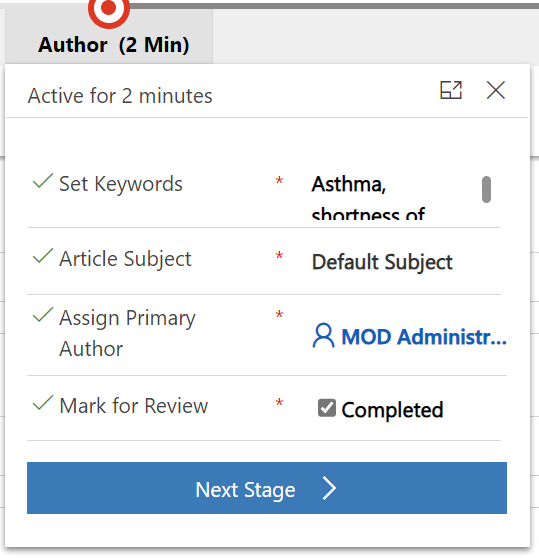 Author (2 Min)
Active for 2 minutes
Set Keywords * Asthma,
shortness of
Article Subject * Default Subject
Assign Primary * MOD Administr...
Author
Mark for Review * Completed
Next Stage